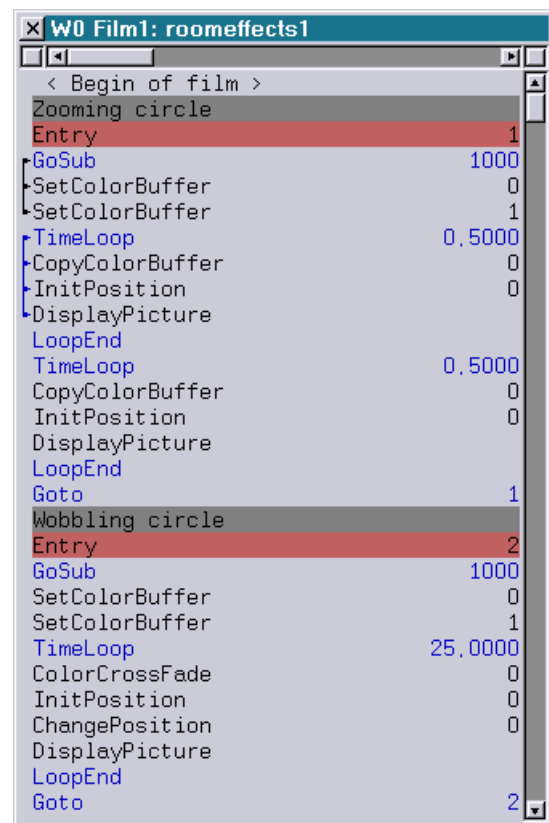 W0 Film1: roomeffects1
< Begin of film >
Zooming circle
Entry 1
GoSub 1000
SetColorBuffer 0
SetColorBuffer 1
TimeLoop 0,5000
CopyColorBuffer 0
InitPosition 0
DisplayPicture
LoopEnd
TimeLoop 0,5000
CopyColorBuffer 0
InitPosition 0
DisplayPicture
LoopEnd
Goto 1
Wobbling circle
Entry 2
GoSub 1000
SetColorBuffer 0
SetColorBuffer 1
TimeLoop 25,0000
ColorCrossFade 0
InitPosition 0
ChangePosition 0
DisplayPicture
LoopEnd
Goto 2